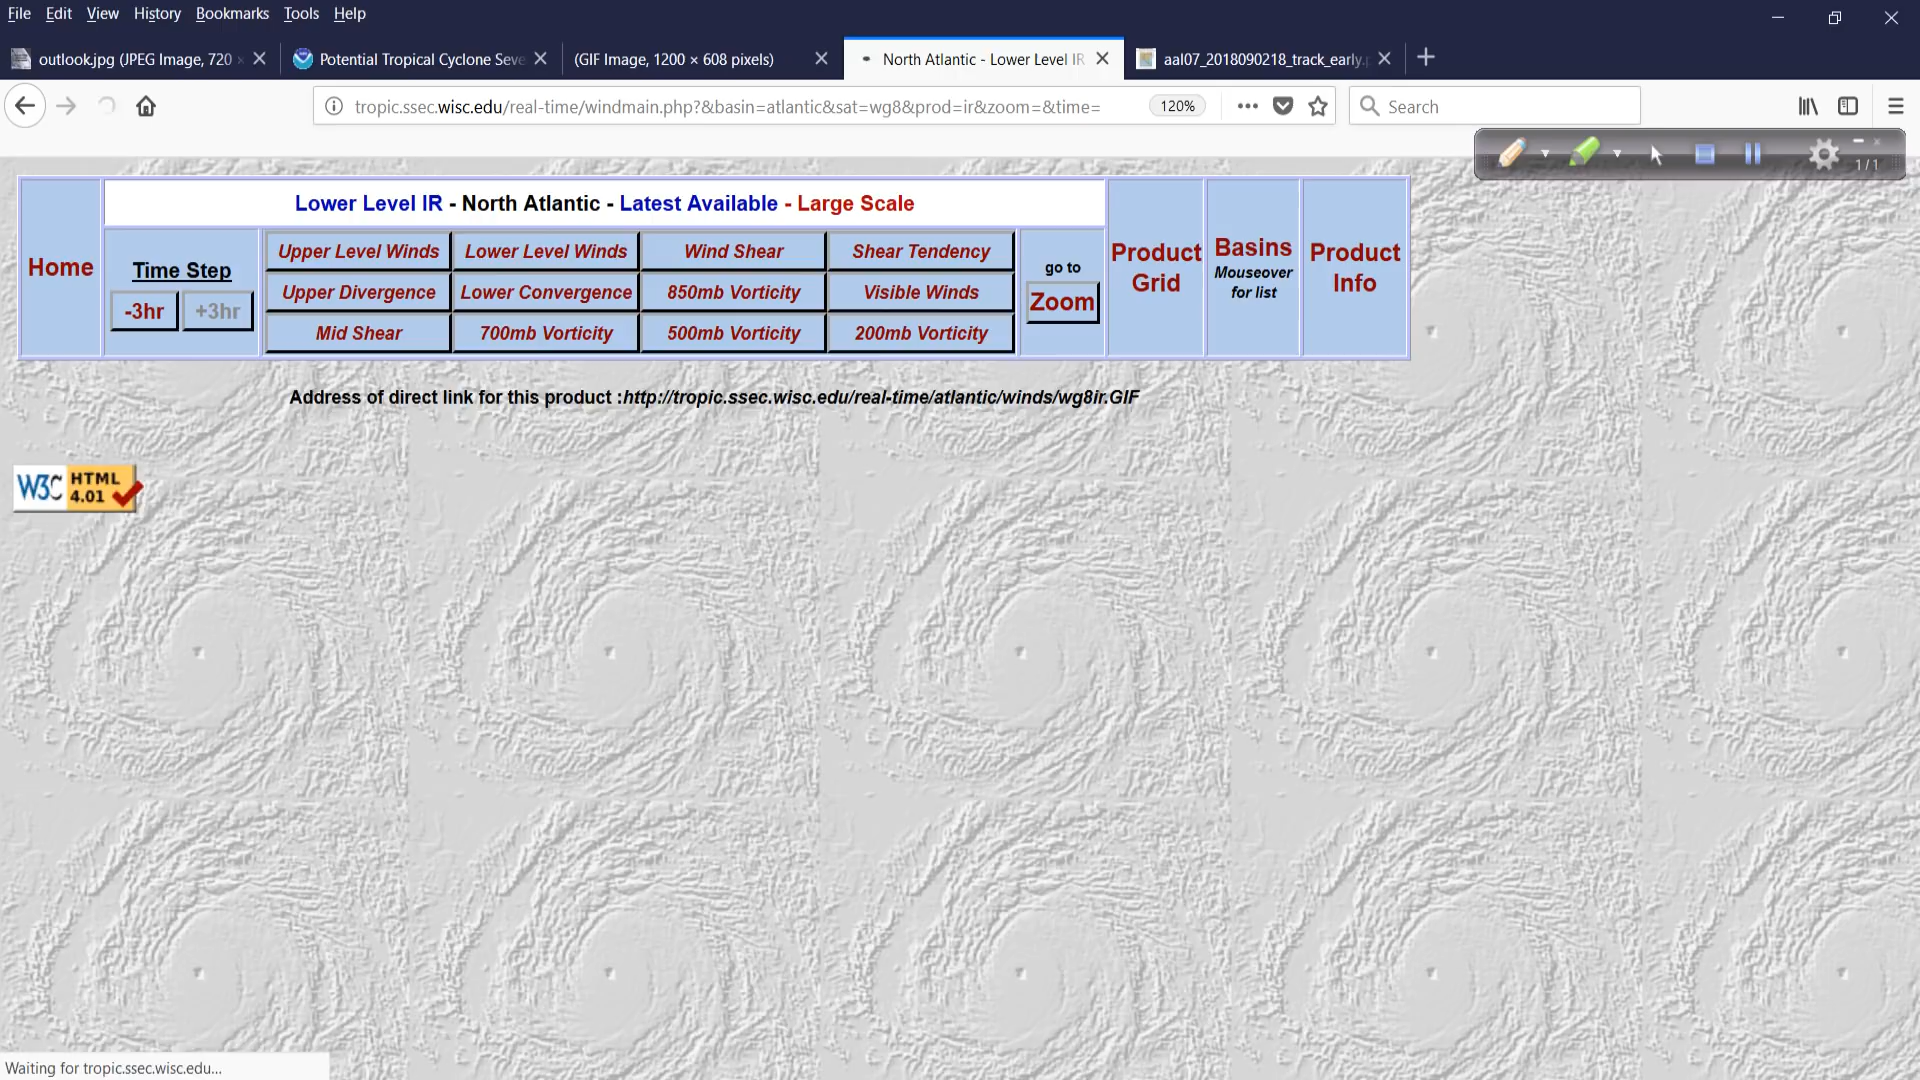 File Edit View History Bookmarks Tools Help
outlook.jpg (JPEG Image, 720 Potential Tropical Cyclone Seve (GIF Image, 1200 × 608 pixels) North Atlantic - Lower Level IR aal07_2018090218_track_early.
tropic.ssec.wisc.edu/real-time/windmain.php?&basin=atlantic&sat=wg8&prod=ir&zoom=&time= 120% Search
1/1
Lower Level IR - North Atlantic - Latest Available - Large Scale
Home
Time Step
-3hr +3hr
Upper Level Winds Lower Level Winds Wind Shear Shear Tendency
Upper Divergence Lower Convergence 850mb Vorticity Visible Winds
Mid Shear 700mb Vorticity 500mb Vorticity 200mb Vorticity
go to
Zoom
Product
Grid
Basins
Mouseover
for list
Product
Info
Address of direct link for this product :http://tropic.ssec.wisc.edu/real-time/atlantic/winds/wg8ir.GIF
W3C HTML
4.01
Waiting for tropic.ssec.wisc.edu...